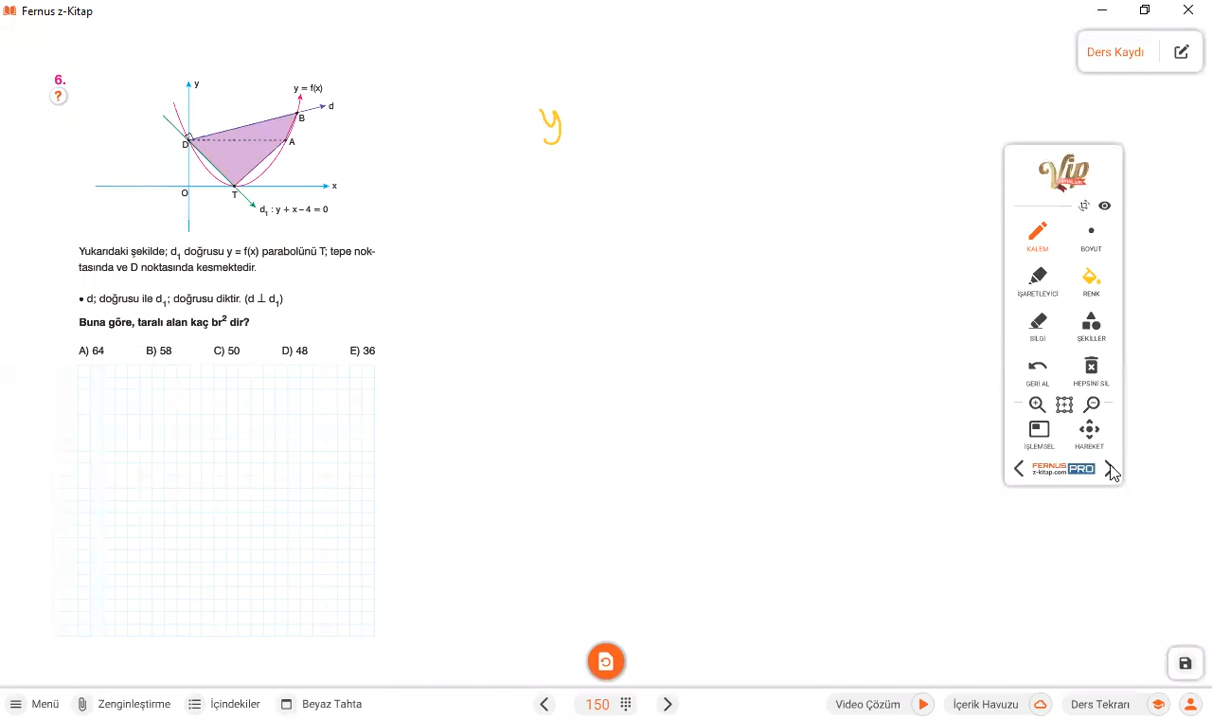 Fernus z-Kitap
Ders Kaydı
6.
?
y
y = f(x)
d
B
D
A
x
O
T
d₁ : y + x – 4 = 0
y
Yukarıdaki şekilde; d₁ doğrusu y = f(x) parabolünü T; tepe nok-
tasında ve D noktasında kesmektedir.
• d; doğrusu ile d₁; doğrusu diktir. (d ⊥ d₁)
Buna göre, taralı alan kaç br² dir?
A) 64 B) 58 C) 50 D) 48 E) 36
Vip
KALEM BOYUT
İŞARETLEYİCİ RENK
SİLGİ ŞEKİLLER
GERİ AL HEPSİNİ SİL
İŞLEMSEL HAREKET
FERNUS PRO
z-kitap.com
Menü Zenginleştirme İçindekiler Beyaz Tahta 150 Video Çözüm İçerik Havuzu Ders Tekrarı